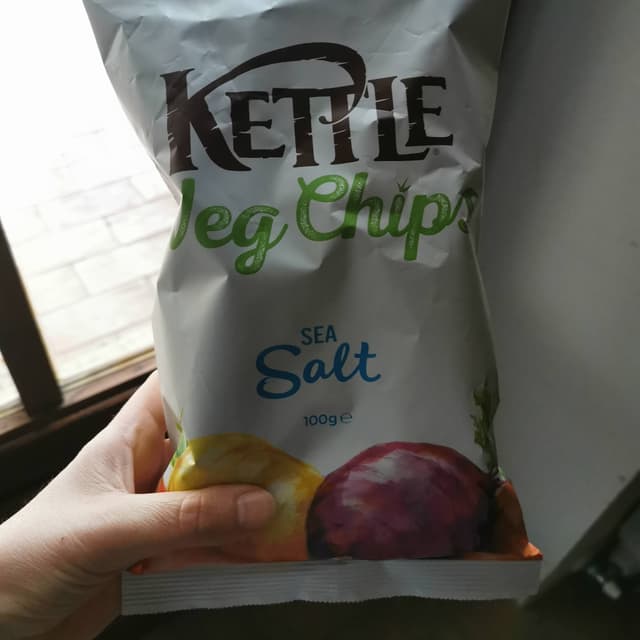 KETTLE
Veg Chips
SEA
Salt
100g e